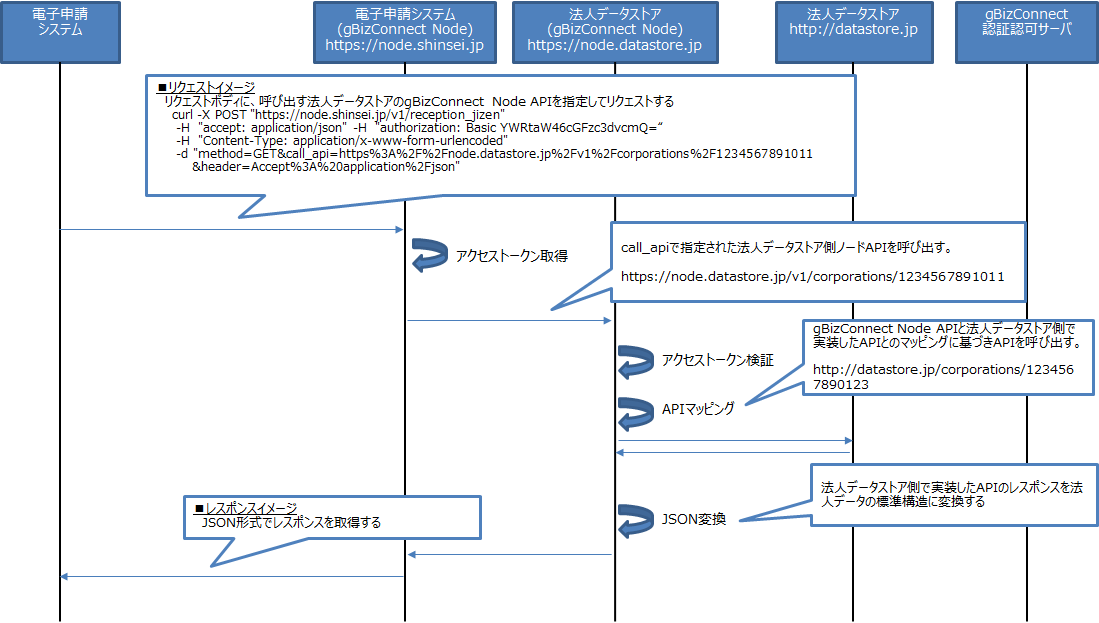 電子申請
システム
電子申請システム
(gBizConnect Node)
https://node.shinsei.jp
法人データストア
(gBizConnect Node)
https://node.datastore.jp
法人データストア
http://datastore.jp
gBizConnect
認証認可サーバ
■リクエストイメージ
リクエストボディに、呼び出す法人データストアのgBizConnect Node APIを指定してリクエストする
curl -X POST "https://node.shinsei.jp/v1/reception_jizen"
-H "accept: application/json" -H "authorization: Basic YWRtaW46cGFzc3dvcmQ=“
-H "Content-Type: application/x-www-form-urlencoded"
-d "method=GET&call_api=https%3A%2F%2Fnode.datastore.jp%2Fv1%2Fcorporations%2F1234567891011
&header=Accept%3A%20application%2Fjson"
アクセストークン取得
call_apiで指定された法人データストア側ノードAPIを呼び出す。
https://node.datastore.jp/v1/corporations/1234567891011
gBizConnect Node APIと法人データストア側で
実装したAPIとのマッピングに基づきAPIを呼び出す。
http://datastore.jp/corporations/123456
7890123
アクセストークン検証
APIマッピング
法人データストア側で実装したAPIのレスポンスを法
人データの標準構造に変換する
JSON変換
■レスポンスイメージ
JSON形式でレスポンスを取得する